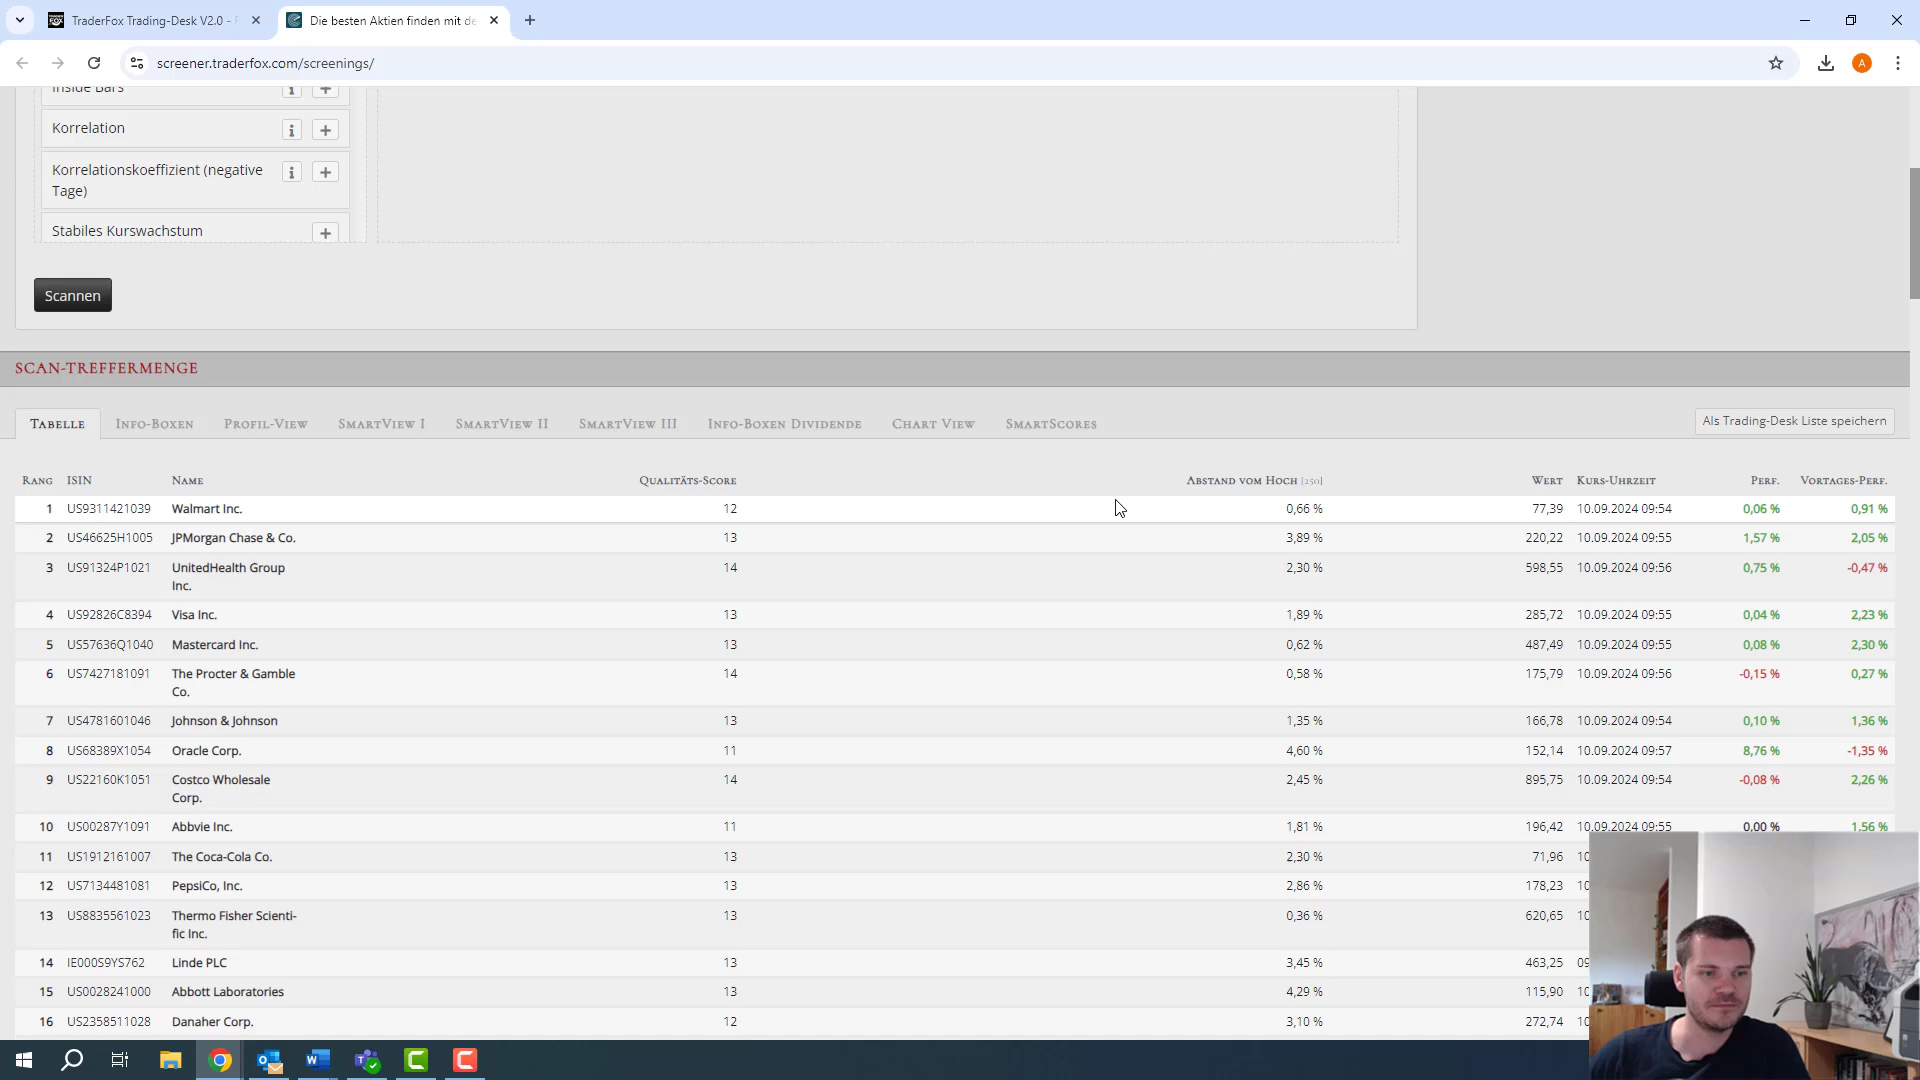 TraderFox Trading-Desk V2.0 -
Die besten Aktien finden mit de
screener.traderfox.com/screenings/
A
Inside Bars
Korrelation
Korrelationskoeffizient (negative
Tage)
Stabiles Kurswachstum
Scannen
SCAN-TREFFERMENGE
Tabelle Info-Boxen Profil-View SmartView I SmartView II SmartView III Info-Boxen Dividende Chart View SmartScores Als Trading-Desk Liste speichern
Rang ISIN Name Qualitäts-Score Abstand vom Hoch [250] Wert Kurs-Uhrzeit Perf. Vortages-Perf.
1 US9311421039 Walmart Inc. 12 0,66 % 77,39 10.09.2024 09:54 0,06 % 0,91 %
2 US46625H1005 JPMorgan Chase & Co. 13 3,89 % 220,22 10.09.2024 09:55 1,57 % 2,05 %
3 US91324P1021 UnitedHealth Group 14 2,30 % 598,55 10.09.2024 09:56 0,75 % -0,47 %
Inc.
4 US92826C8394 Visa Inc. 13 1,89 % 285,72 10.09.2024 09:55 0,04 % 2,23 %
5 US57636Q1040 Mastercard Inc. 13 0,62 % 487,49 10.09.2024 09:55 0,08 % 2,30 %
6 US7427181091 The Procter & Gamble 14 0,58 % 175,79 10.09.2024 09:56 -0,15 % 0,27 %
Co.
7 US4781601046 Johnson & Johnson 13 1,35 % 166,78 10.09.2024 09:54 0,10 % 1,36 %
8 US68389X1054 Oracle Corp. 11 4,60 % 152,14 10.09.2024 09:57 8,76 % -1,35 %
9 US22160K1051 Costco Wholesale 14 2,45 % 895,75 10.09.2024 09:54 -0,08 % 2,26 %
Corp.
10 US00287Y1091 Abbvie Inc. 11 1,81 % 196,42 10.09.2024 09:55 0,00 % 1,56 %
11 US1912161007 The Coca-Cola Co. 13 2,30 % 71,96 10
12 US7134481081 PepsiCo, Inc. 13 2,86 % 178,23 10
13 US8835561023 Thermo Fisher Scienti- 13 0,36 % 620,65 10
fic Inc.
14 IE000S9YS762 Linde PLC 13 3,45 % 463,25 09
15 US0028241000 Abbott Laboratories 13 4,29 % 115,90 10
16 US2358511028 Danaher Corp. 12 3,10 % 272,74 10